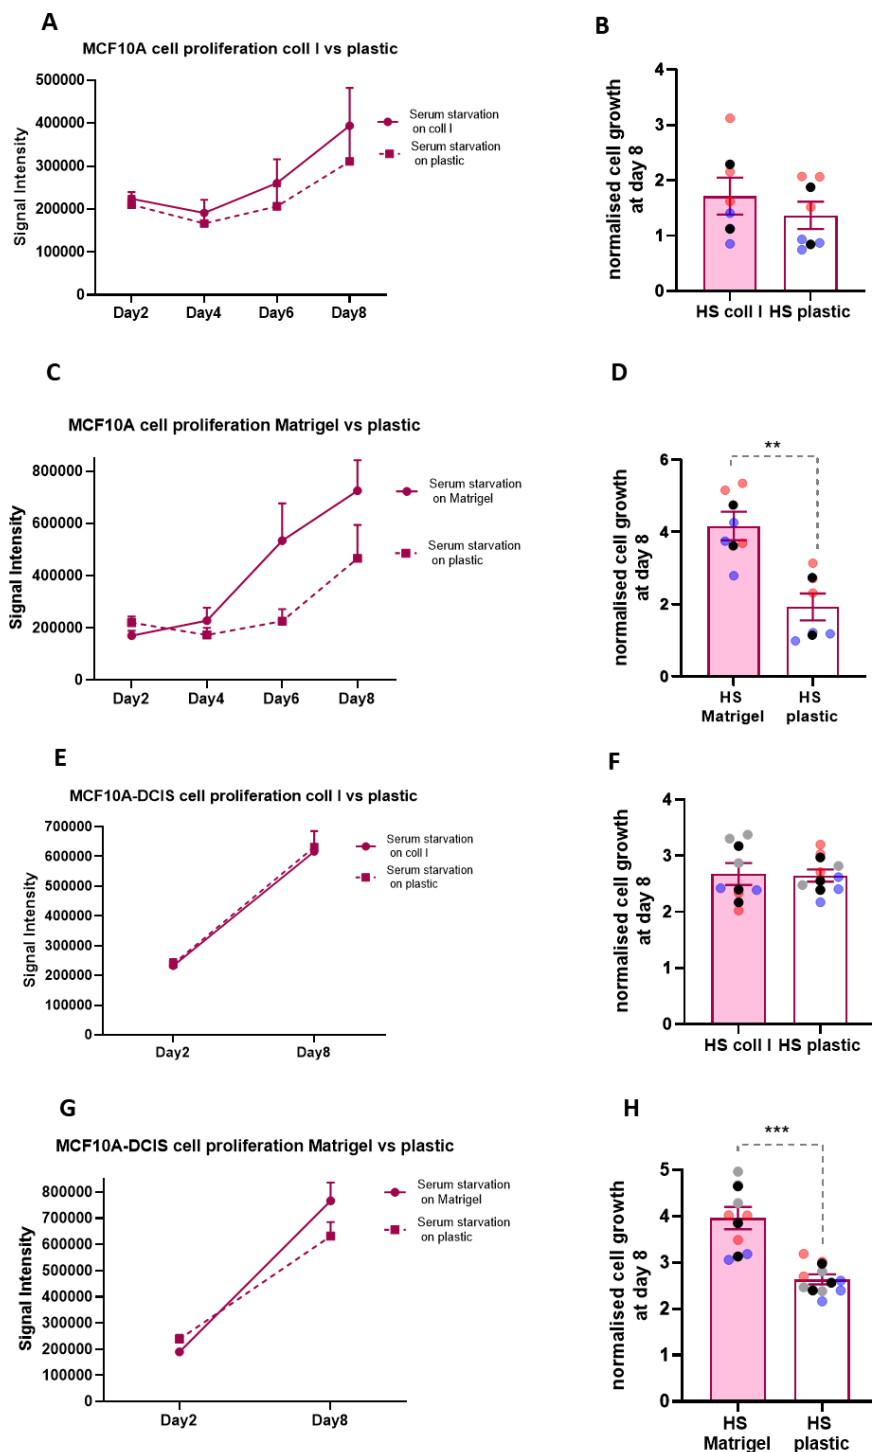 A
MCF10A cell proliferation coll I vs plastic
Signal Intensity
500000
400000
300000
200000
100000
0
Day2 Day4 Day6 Day8
Serum starvation
on coll I
Serum starvation
on plastic
B
normalised cell growth
at day 8
4
3
2
1
0
HS coll I HS plastic
C
MCF10A cell proliferation Matrigel vs plastic
Signal Intensity
800000
600000
400000
200000
0
Day2 Day4 Day6 Day8
Serum starvation
on Matrigel
Serum starvation
on plastic
D
normalised cell growth
at day 8
6
4
2
0
**
HS HS
Matrigel plastic
E
MCF10A-DCIS cell proliferation coll I vs plastic
Signal Intensity
700000
600000
500000
400000
300000
200000
100000
0
Day2 Day8
Serum starvation
on coll I
Serum starvation
on plastic
F
normalised cell growth
at day 8
4
3
2
1
0
HS coll I HS plastic
G
MCF10A-DCIS cell proliferation Matrigel vs plastic
Signal Intensity
800000
700000
600000
500000
400000
300000
200000
100000
0
Day2 Day8
Serum starvation
on Matrigel
Serum starvation
on plastic
H
normalised cell growth
at day 8
5
4
3
2
1
0
***
HS HS
Matrigel plastic